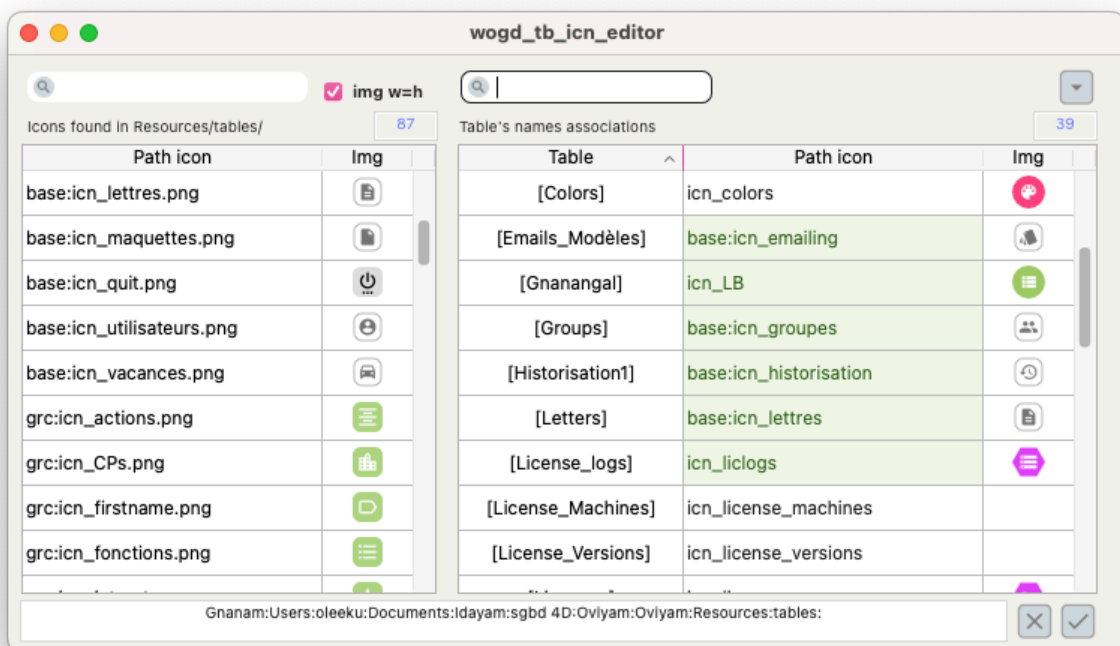 wogd_tb_icn_editor
img w=h
Icons found in Resources/tables/ 87
Table's names associations 39
Path icon Img
base:icn_lettres.png
base:icn_maquettes.png
base:icn_quit.png
base:icn_utilisateurs.png
base:icn_vacances.png
grc:icn_actions.png
grc:icn_CPs.png
grc:icn_firstname.png
grc:icn_fonctions.png
Table Path icon Img
[Colors] icn_colors
[Emails_Modèles] base:icn_emailing
[Gnanangal] icn_LB
[Groups] base:icn_groupes
[Historisation1] base:icn_historisation
[Letters] base:icn_lettres
[License_logs] icn_liclogs
[License_Machines] icn_license_machines
[License_Versions] icn_license_versions
Gnanam:Users:oleeku:Documents:Idayam:sgbd 4D:Oviyam:Oviyam:Resources:tables: